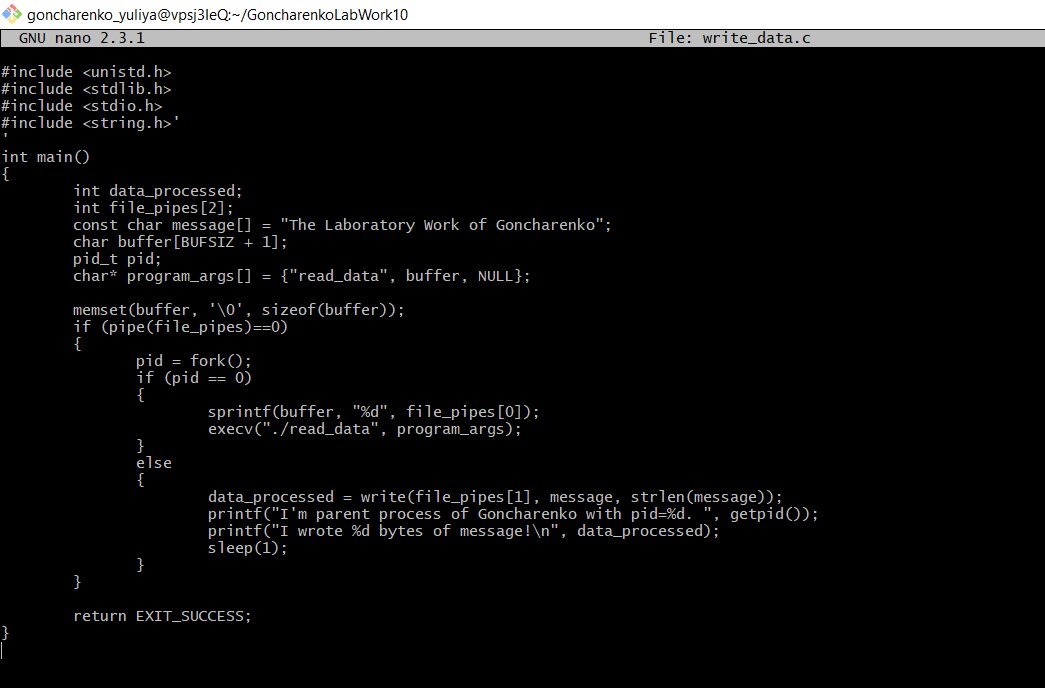 goncharenko_yuliya@vpsj3IeQ:~/GoncharenkoLabWork10
GNU nano 2.3.1 File: write_data.c
#include <unistd.h>
#include <stdlib.h>
#include <stdio.h>
#include <string.h>'
'
int main()
{
        int data_processed;
        int file_pipes[2];
        const char message[] = "The Laboratory Work of Goncharenko";
        char buffer[BUFSIZ + 1];
        pid_t pid;
        char* program_args[] = {"read_data", buffer, NULL};
        memset(buffer, '\0', sizeof(buffer));
        if (pipe(file_pipes)==0)
        {
               pid = fork();
               if (pid == 0)
               {
                       sprintf(buffer, "%d", file_pipes[0]);
                       execv("./read_data", program_args);
               }
               else
               {
                       data_processed = write(file_pipes[1], message, strlen(message));
                       printf("I'm parent process of Goncharenko with pid=%d. ", getpid());
                       printf("I wrote %d bytes of message!\n", data_processed);
                       sleep(1);
               }
        }
        return EXIT_SUCCESS;
}